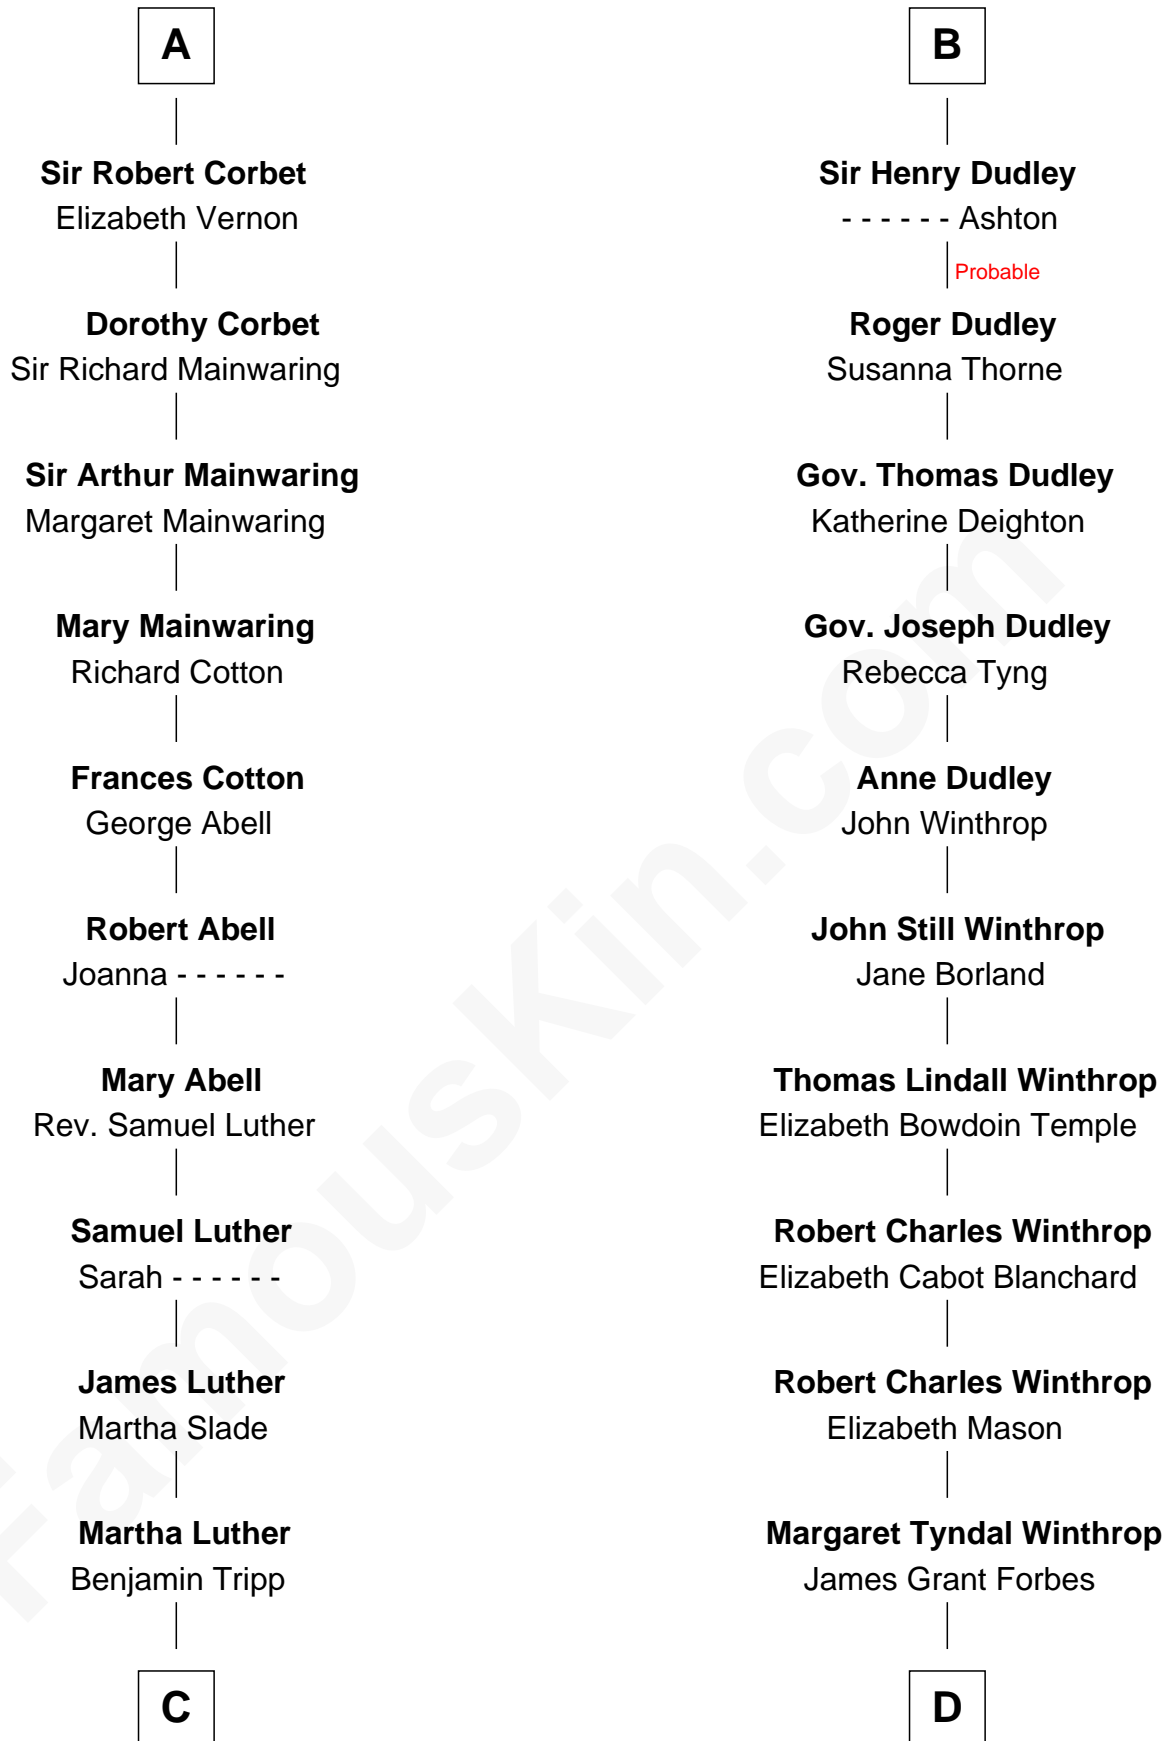 A
Sir Robert Corbet
Elizabeth Vernon
Dorothy Corbet
Sir Richard Mainwaring
Sir Arthur Mainwaring
Margaret Mainwaring
Mary Mainwaring
Richard Cotton
Frances Cotton
George Abell
Robert Abell
Joanna - - - - - -
Mary Abell
Rev. Samuel Luther
Samuel Luther
Sarah - - - - - -
James Luther
Martha Slade
Martha Luther
Benjamin Tripp
C
B
Sir Henry Dudley
- - - - - - Ashton
Probable
Roger Dudley
Susanna Thorne
Gov. Thomas Dudley
Katherine Deighton
Gov. Joseph Dudley
Rebecca Tyng
Anne Dudley
John Winthrop
John Still Winthrop
Jane Borland
Thomas Lindall Winthrop
Elizabeth Bowdoin Temple
Robert Charles Winthrop
Elizabeth Cabot Blanchard
Robert Charles Winthrop
Elizabeth Mason
Margaret Tyndal Winthrop
James Grant Forbes
D
FamousKin.com